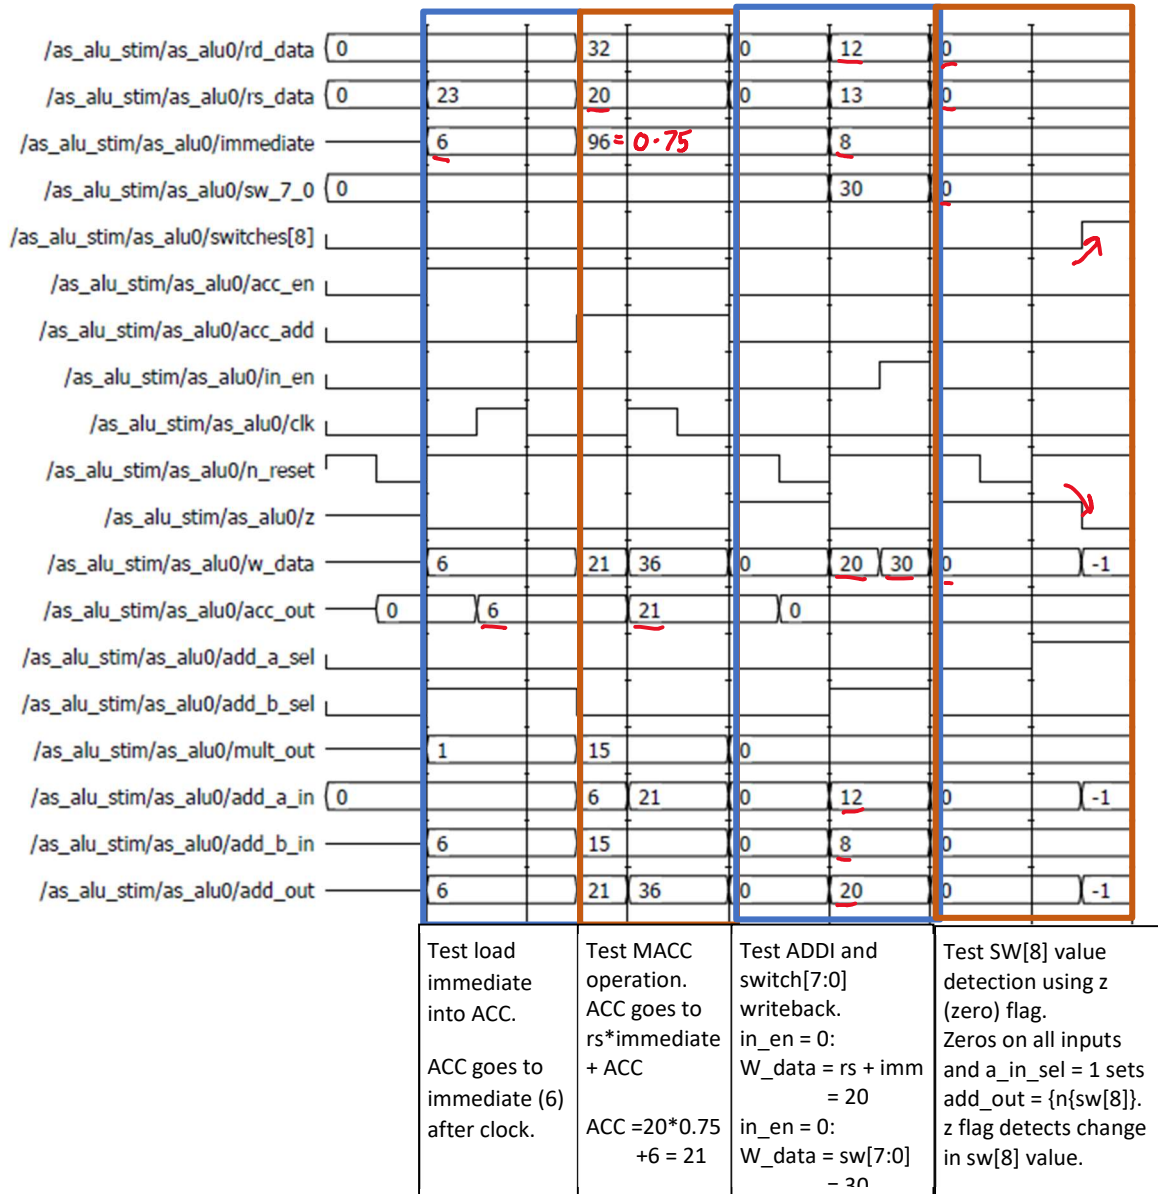 /as_alu_stim/as_alu0/rd_data 0 32 0 12 0
/as_alu_stim/as_alu0/rs_data 0 23 20 0 13 0
/as_alu_stim/as_alu0/immediate 6 96 = 0.75 8
/as_alu_stim/as_alu0/sw_7_0 0 30 0
/as_alu_stim/as_alu0/switches[8]
/as_alu_stim/as_alu0/acc_en
/as_alu_stim/as_alu0/acc_add
/as_alu_stim/as_alu0/in_en
/as_alu_stim/as_alu0/clk
/as_alu_stim/as_alu0/n_reset
/as_alu_stim/as_alu0/z
/as_alu_stim/as_alu0/w_data 6 21 36 0 20 30 0 -1
/as_alu_stim/as_alu0/acc_out 0 6 21 0
/as_alu_stim/as_alu0/add_a_sel
/as_alu_stim/as_alu0/add_b_sel
/as_alu_stim/as_alu0/mult_out 1 15 0
/as_alu_stim/as_alu0/add_a_in 0 6 21 0 12 0 -1
/as_alu_stim/as_alu0/add_b_in 6 15 0 8 0
/as_alu_stim/as_alu0/add_out 6 21 36 0 20 0 -1
Test load
immediate
into ACC.
ACC goes to
immediate (6)
after clock.
Test MACC
operation.
ACC goes to
rs*immediate
+ ACC
ACC =20*0.75
+6 = 21
Test ADDI and
switch[7:0]
writeback.
in_en = 0:
W_data = rs + imm
= 20
in_en = 0:
W_data = sw[7:0]
= 30
Test SW[8] value
detection using z
(zero) flag.
Zeros on all inputs
and a_in_sel = 1 sets
add_out = {n{sw[8]}.
z flag detects change
in sw[8] value.